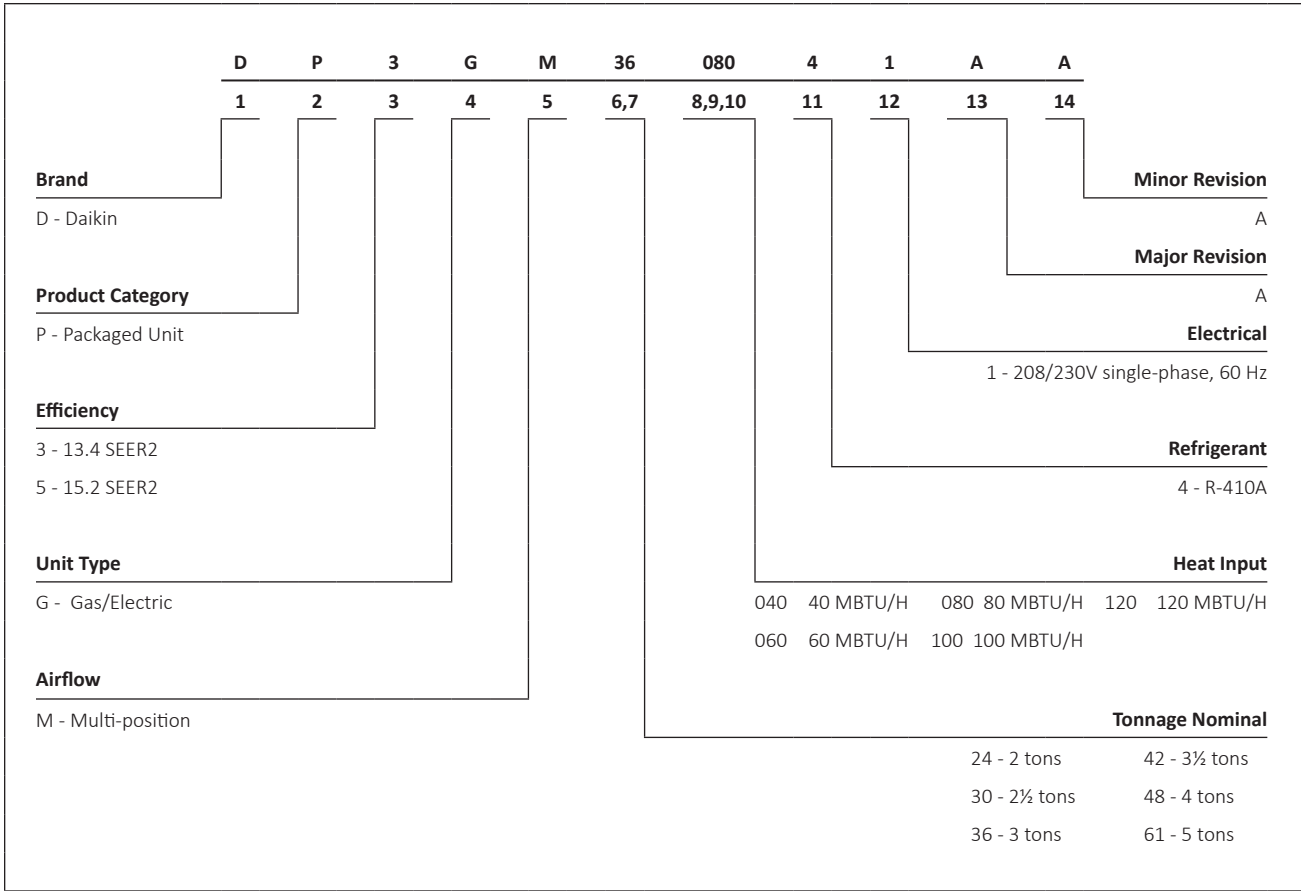 D P 3 G M 36 080 4 1 A A
1 2 3 4 5 6,7 8,9,10 11 12 13 14
Brand
D - Daikin
Product Category
P - Packaged Unit
Efficiency
3 - 13.4 SEER2
5 - 15.2 SEER2
Unit Type
G - Gas/Electric
Airflow
M - Multi-position
Minor Revision
A
Major Revision
A
Electrical
1 - 208/230V single-phase, 60 Hz
Refrigerant
4 - R-410A
Heat Input
040 40 MBTU/H 080 80 MBTU/H 120 120 MBTU/H
060 60 MBTU/H 100 100 MBTU/H
Tonnage Nominal
24 - 2 tons 42 - 3½ tons
30 - 2½ tons 48 - 4 tons
36 - 3 tons 61 - 5 tons